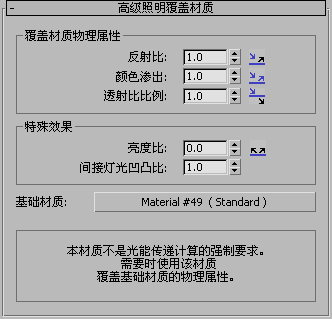 - 高级照明覆盖材质
覆盖材质物理属性
反射比: 1.0
颜色渗出: 1.0
透射比比例: 1.0
特殊效果
亮度比: 0.0
间接灯光凹凸比: 1.0
基础材质: Material #49 ( Standard )
本材质不是光能传递计算的强制要求。
需要时使用该材质
覆盖基础材质的物理属性。